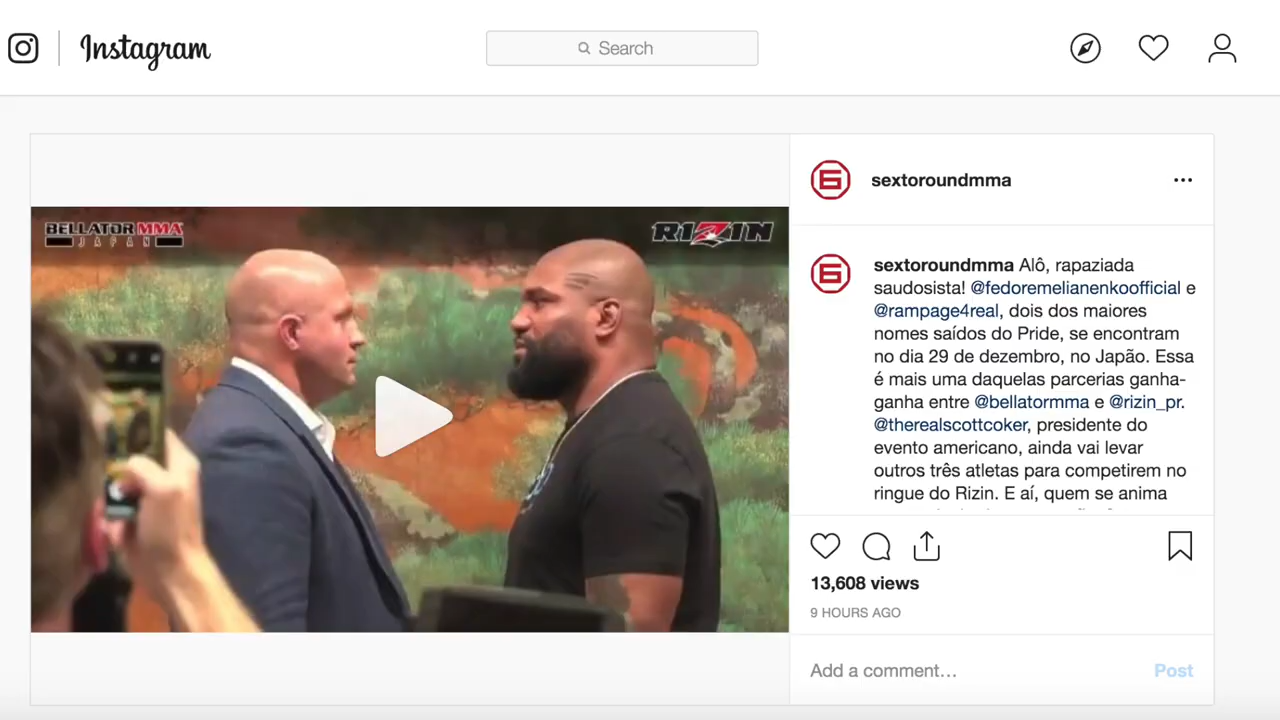 Instagram
Search
BELLATOR MMA
JAPAN
RIZIN
sextoroundmma
sextoroundmma Alô, rapaziada
saudosista! @fedoremelianenkoofficial e
@rampage4real, dois dos maiores
nomes saídos do Pride, se encontram
no dia 29 de dezembro, no Japão. Essa
é mais uma daquelas parcerias ganha-
ganha entre @bellatormma e @rizin_pr.
@therealscottcoker, presidente do
evento americano, ainda vai levar
outros três atletas para competirem no
ringue do Rizin. E aí, quem se anima
13,608 views
9 HOURS AGO
Add a comment...
Post